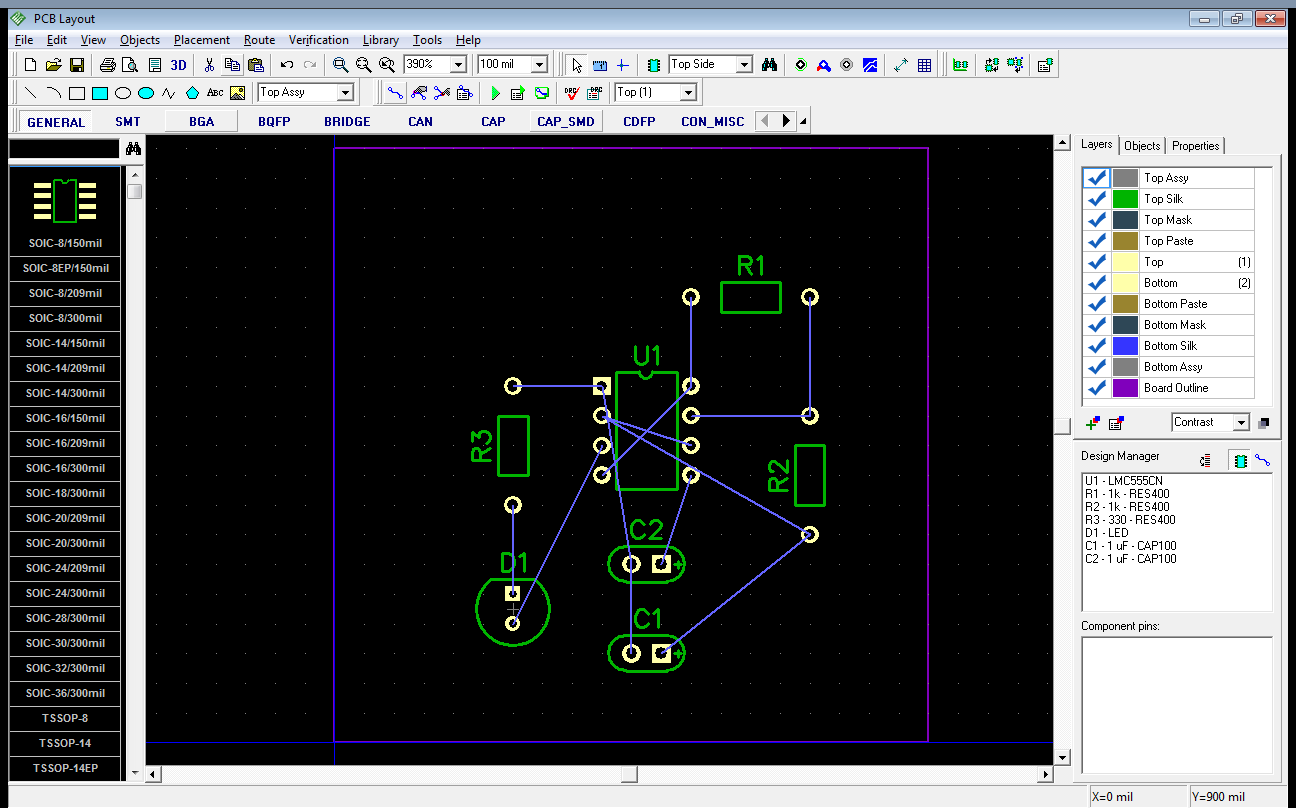 PCB Layout
File Edit View Objects Placement Route Verification Library Tools Help
3D 390% 100 mil Top Side
ABC Top Assy DRC DRC Top (1)
GENERAL SMT BGA BQFP BRIDGE CAN CAP CAP_SMD CDFP CON_MISC
SOIC-8/150mil
SOIC-8EP/150mil
SOIC-8/209mil
SOIC-8/300mil
SOIC-14/150mil
SOIC-14/209mil
SOIC-14/300mil
SOIC-16/150mil
SOIC-16/209mil
SOIC-16/300mil
SOIC-18/300mil
SOIC-20/209mil
SOIC-20/300mil
SOIC-24/209mil
SOIC-24/300mil
SOIC-28/300mil
SOIC-30/300mil
SOIC-32/300mil
SOIC-36/300mil
TSSOP-8
TSSOP-14
TSSOP-14EP
R1
U1
R3
R2
C2
D1
C1
Layers Objects Properties
Top Assy
Top Silk
Top Mask
Top Paste
Top (1)
Bottom (2)
Bottom Paste
Bottom Mask
Bottom Silk
Bottom Assy
Board Outline
Contrast
Design Manager
U1 - LMC555CN
R1 - 1k - RES400
R2 - 1k - RES400
R3 - 330 - RES400
D1 - LED
C1 - 1 uF - CAP100
C2 - 1 uF - CAP100
Component pins:
X=0 mil Y=900 mil